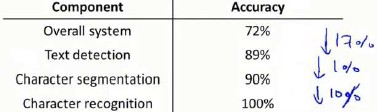 Component Accuracy
Overall system 72%
↓ 17%
Text detection 89%
↓ 1%
Character segmentation 90%
↓ 10%
Character recognition 100%